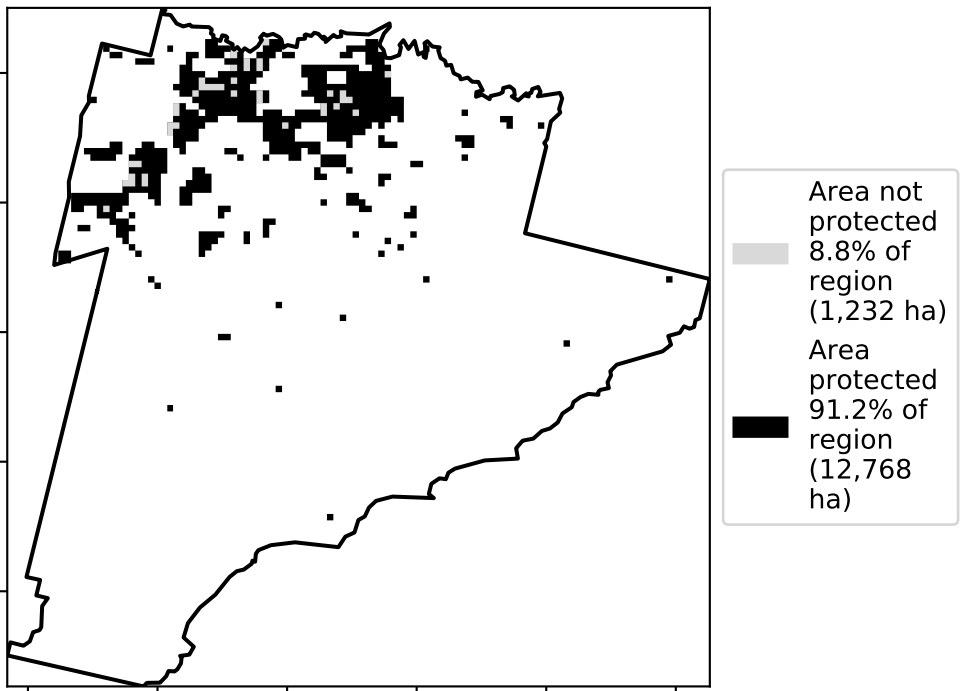 Area not
protected
8.8% of
region
(1,232 ha)
Area
protected
91.2% of
region
(12,768
ha)